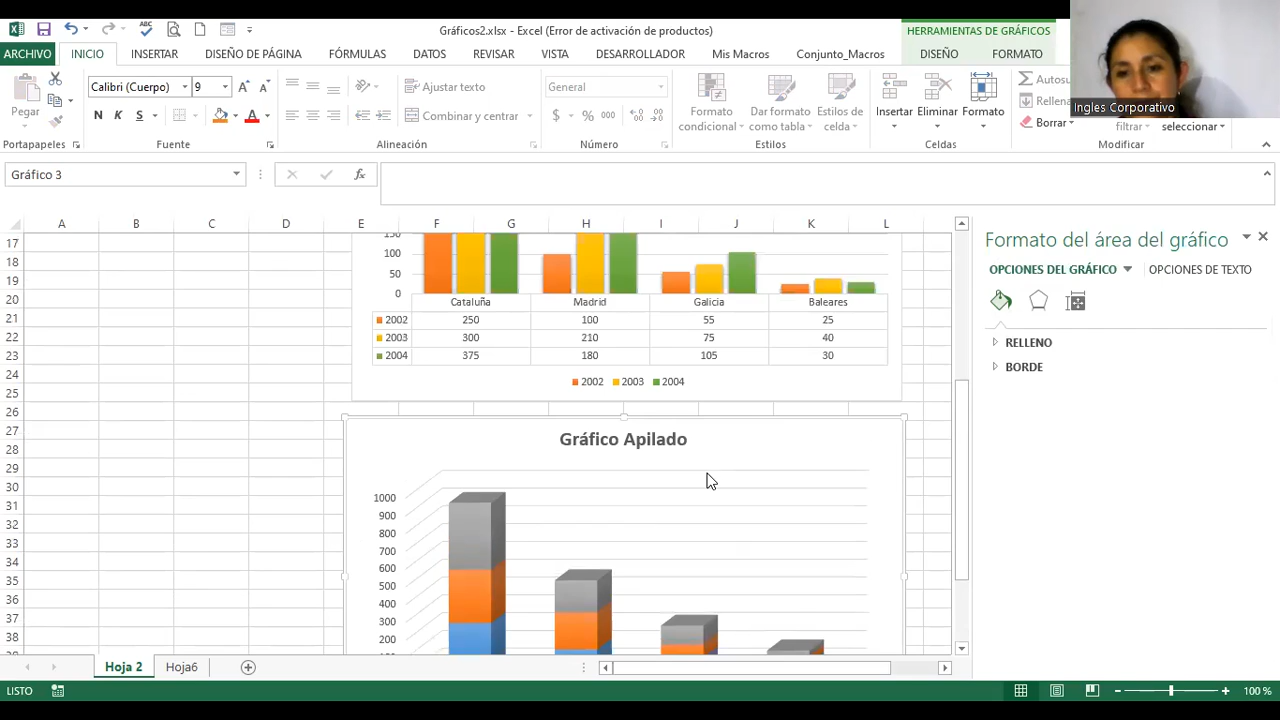 Gráficos2.xlsx - Excel (Error de activación de productos)
HERRAMIENTAS DE GRÁFICOS
ARCHIVO INICIO INSERTAR DISEÑO DE PÁGINA FÓRMULAS DATOS REVISAR VISTA DESARROLLADOR Mis Macros Conjunto_Macros DISEÑO FORMATO
Calibri (Cuerpo) 0 A A Ajustar texto General Autosu
Pegar Formato condicional Dar formato como tabla Estilos de celda Insertar Eliminar Formato Rellena
N K S A Combinar y centrar $ % 000 Borrar filtrar seleccionar
Portapapeles Fuente Alineación Número Estilos Celdas Modificar
Ingles Corporativo
Gráfico 3 fx
A B C D E F G H I J K L
17
18
19
20
21
22
23
24
25
26
27
28
29
30
31
32
33
34
35
36
37
38
150
100
50
0
Cataluña Madrid Galicia Baleares
2002 250 100 55 25
2003 300 210 75 40
2004 375 180 105 30
2002 2003 2004
Gráfico Apilado
1000
900
800
700
600
500
400
300
200
Formato del área del gráfico
OPCIONES DEL GRÁFICO OPCIONES DE TEXTO
RELLENO
BORDE
Hoja 2 Hoja6
LISTO 100 %